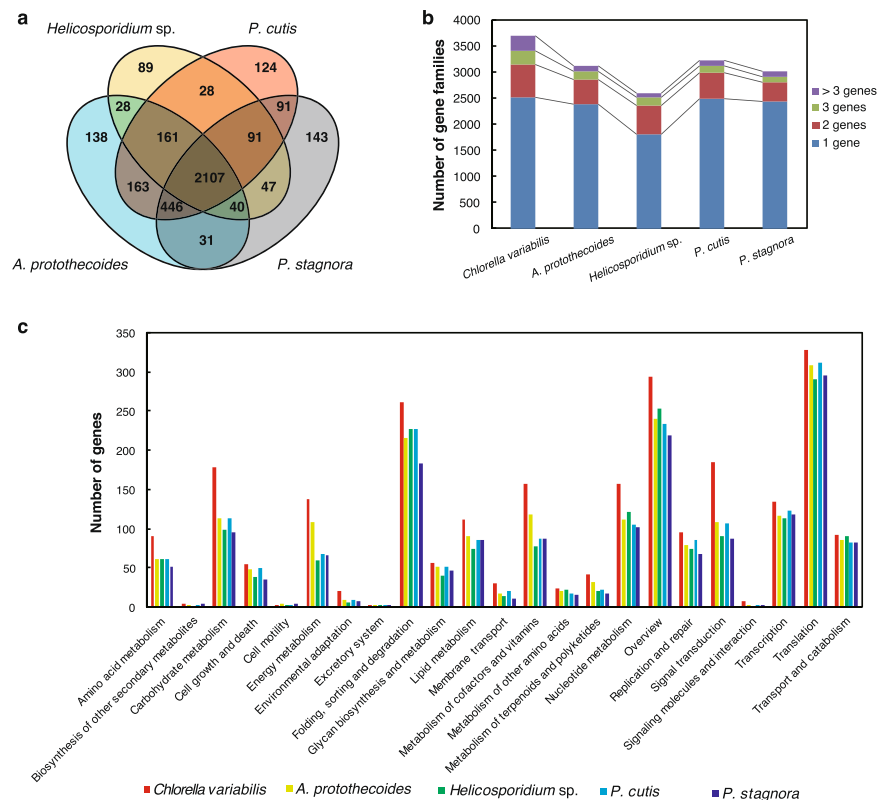 a
Helicosporidium sp.
P. cutis
89
124
28
28
91
138
161
91
143
2107
163
47
446
40
31
A. protothecoides
P. stagnora
b
Number of gene families
4000
3500
3000
2500
2000
1500
1000
500
0
> 3 genes
3 genes
2 genes
1 gene
Chlorella variabilis
A. protothecoides
Helicosporidium sp.
P. cutis
P. stagnora
c
Number of genes
350
300
250
200
150
100
50
0
Amino acid metabolism
Biosynthesis of other secondary metabolites
Carbohydrate metabolism
Cell growth and death
Cell motility
Energy metabolism
Environmental adaptation
Excretory system
Folding, sorting and degradation
Glycan biosynthesis and metabolism
Lipid metabolism
Membrane transport
Metabolism of cofactors and vitamins
Metabolism of other amino acids
Metabolism of terpenoids and polyketides
Nucleotide metabolism
Overview
Replication and repair
Signal transduction
Signaling molecules and interaction
Transcription
Translation
Transport and catabolism
Chlorella variabilis
A. protothecoides
Helicosporidium sp.
P. cutis
P. stagnora